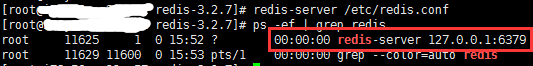 [root@ redis-3.2.7]# redis-server /etc/redis.conf
[root@ redis-3.2.7]# ps -ef | grep redis
root 11625 1 0 15:52 ? 00:00:00 redis-server 127.0.0.1:6379
root 11629 11600 0 15:53 pts/1 00:00:00 grep --color=auto redis